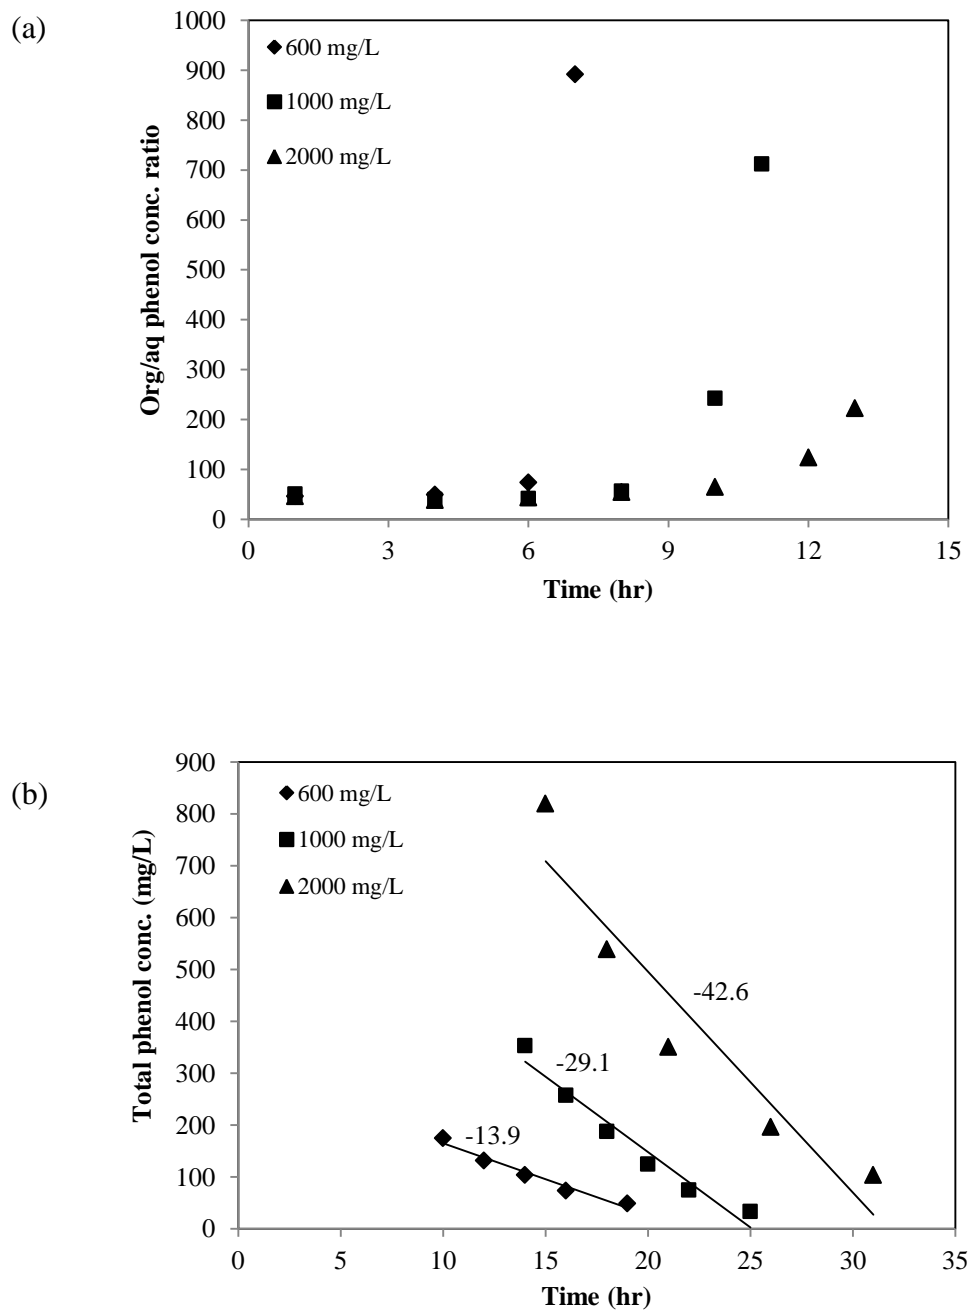 (a)
1000
900
800
700
600
500
400
300
200
100
0
Org/aq phenol conc. ratio
600 mg/L
1000 mg/L
2000 mg/L
0 3 6 9 12 15
Time (hr)
(b)
900
800
700
600
500
400
300
200
100
0
Total phenol conc. (mg/L)
600 mg/L
1000 mg/L
2000 mg/L
-42.6
-29.1
-13.9
0 5 10 15 20 25 30 35
Time (hr)